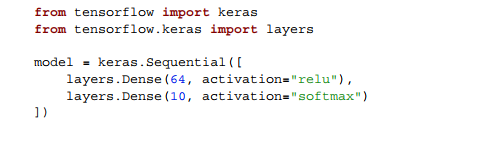 from tensorflow import keras
from tensorflow.keras import layers

model = keras.Sequential([
    layers.Dense(64, activation="relu"),
    layers.Dense(10, activation="softmax")
])